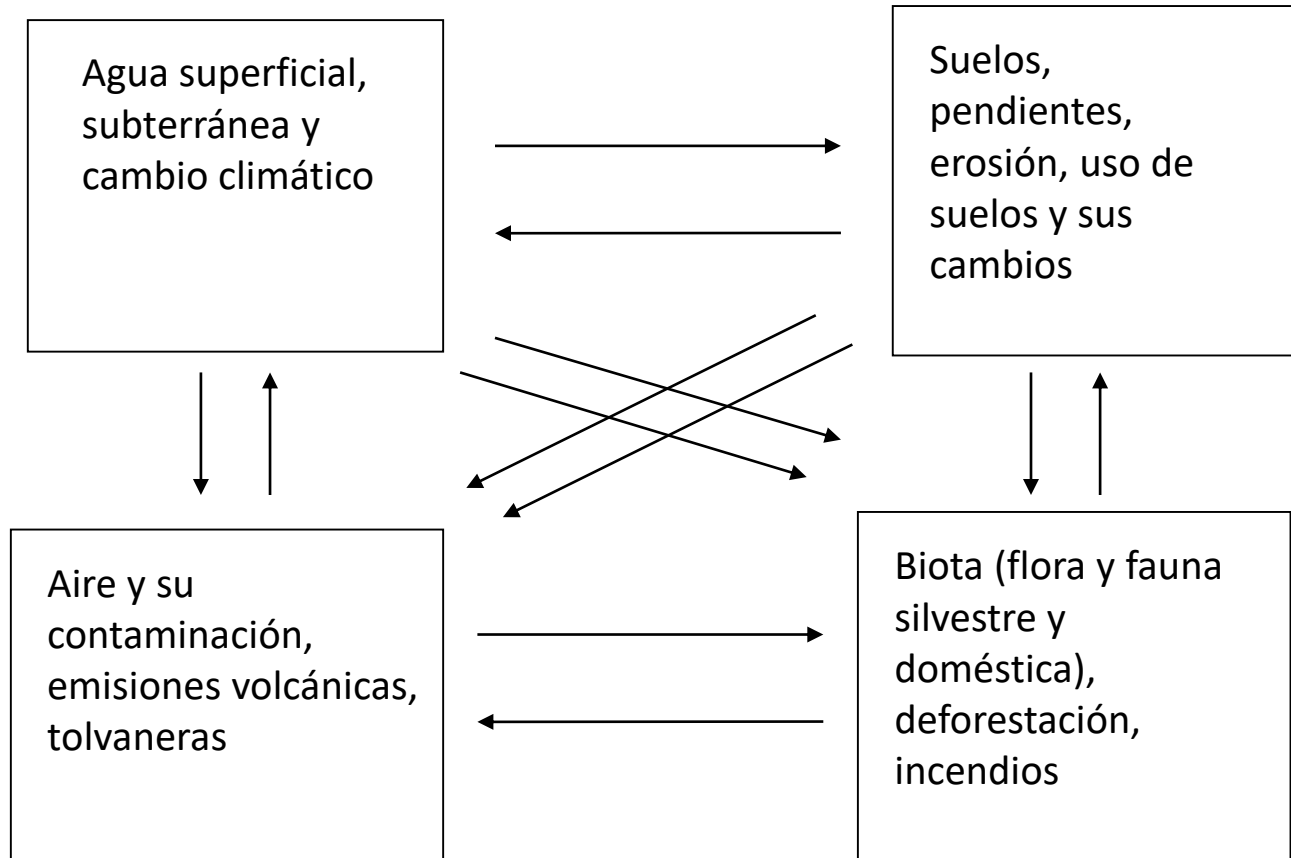 Agua superficial,
subterránea y
cambio climático
Suelos,
pendientes,
erosión, uso de
suelos y sus
cambios
Aire y su
contaminación,
emisiones volcánicas,
tolvaneras
Biota (flora y fauna
silvestre y
doméstica),
deforestación,
incendios